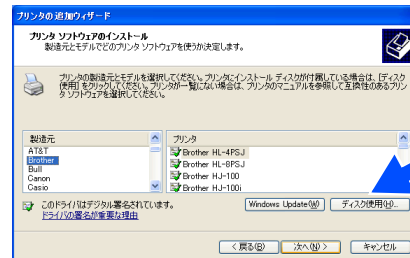 プリンタの追加ウィザード
プリンタ ソフトウェアのインストール
製造元とモデルでどのプリンタ ソフトウェアを使うか決定します。
プリンタの製造元とモデルを選択してください。プリンタにインストール ディスクが付属している場合は、[ディスク
使用] をクリックしてください。プリンタが一覧にない場合は、プリンタのマニュアルを参照して互換性のあるプリン
タ ソフトウェアを選択してください。
製造元
プリンタ
AT&T
Brother
Bull
Canon
Casio
Brother HL-4PSJ
Brother HL-8PSJ
Brother HJ-100
Brother HJ-100i
このドライバはデジタル署名されています。
ドライバの署名が重要な理由
Windows Update(W)
ディスク使用(H)...
< 戻る(B)
次へ(N) >
キャンセル